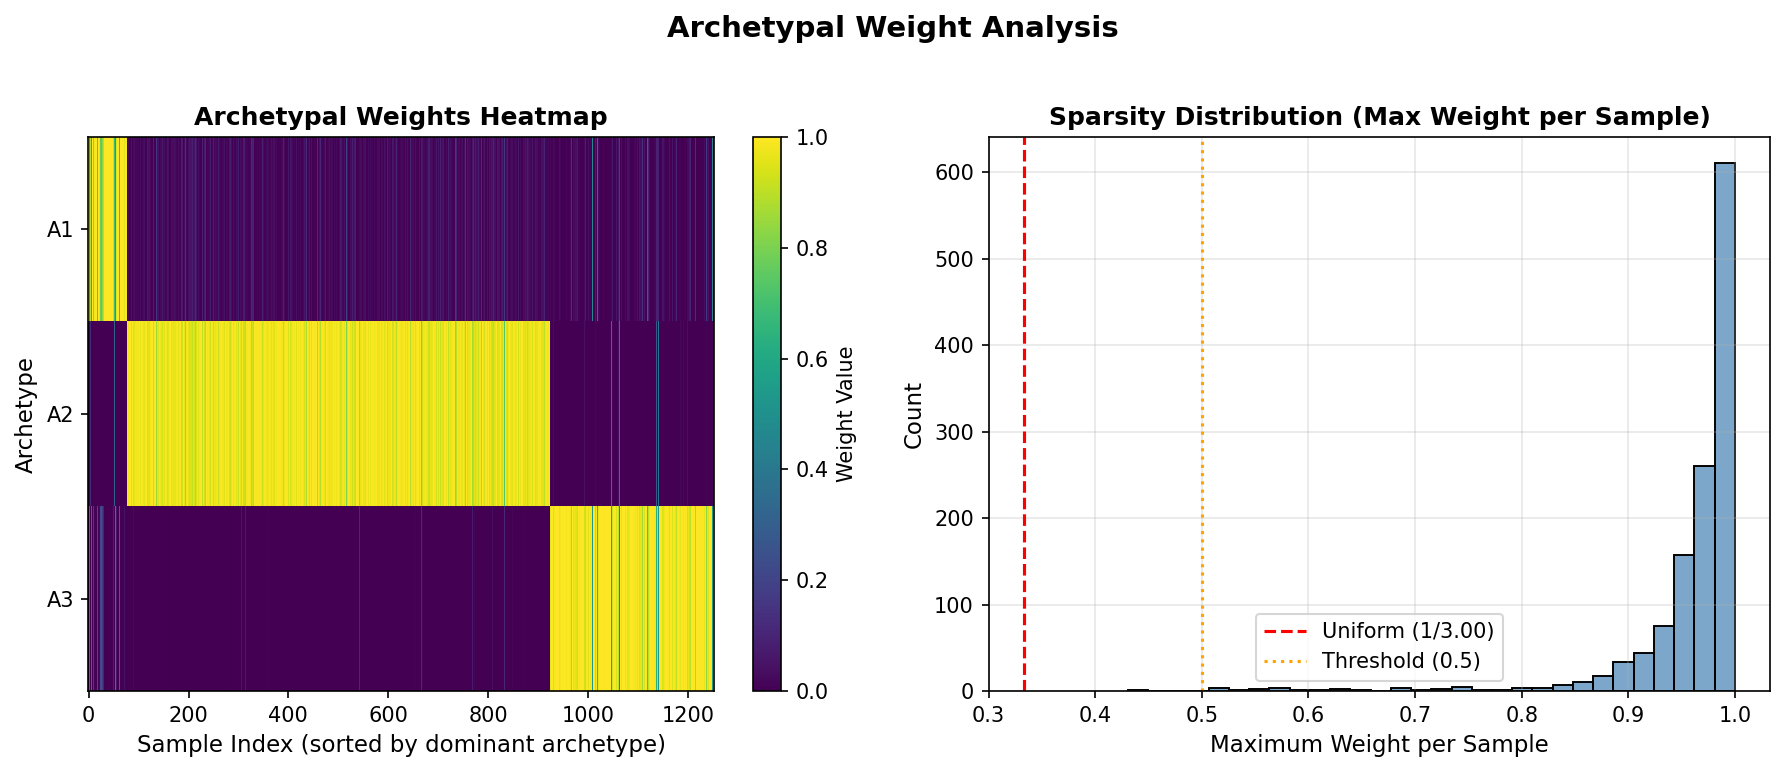 Archetypal Weight Analysis
Archetypal Weights Heatmap
A1
A2
A3
Archetype
0
200
400
600
800
1000
1200
Sample Index (sorted by dominant archetype)
1.0
0.8
0.6
0.4
0.2
0.0
Weight Value
Sparsity Distribution (Max Weight per Sample)
600
500
400
300
200
100
0
Count
0.3
0.4
0.5
0.6
0.7
0.8
0.9
1.0
Maximum Weight per Sample
Uniform (1/3.00)
Threshold (0.5)